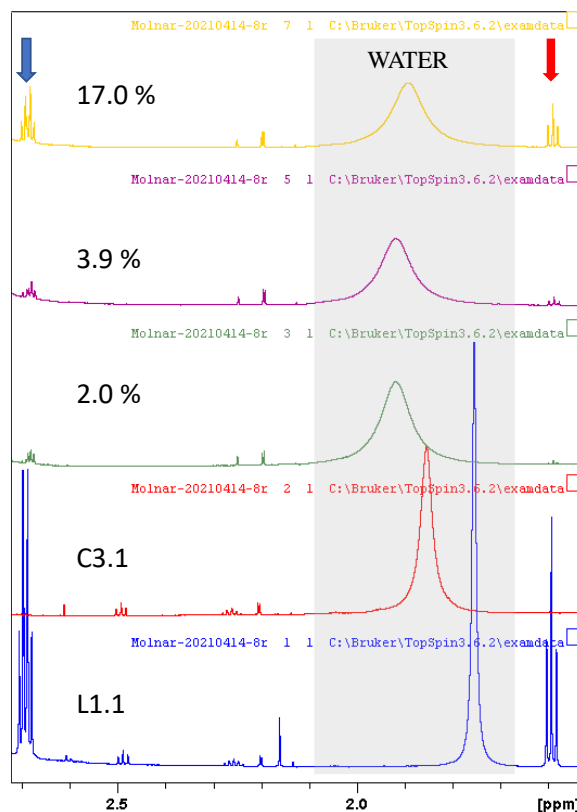 Molnar-20210414-8r 7 1 C:\Bruker\TopSpin3.6.2\examdata
WATER
17.0 %
Molnar-20210414-8r 5 1 C:\Bruker\TopSpin3.6.2\examdata
3.9 %
Molnar-20210414-8r 3 1 C:\Bruker\TopSpin3.6.2\examdata
2.0 %
Molnar-20210414-8r 2 1 C:\Bruker\TopSpin3.6.2\examdata
C3.1
Molnar-20210414-8r 1 1 C:\Bruker\TopSpin3.6.2\examdata
L1.1
2.5 2.0 [ppm]